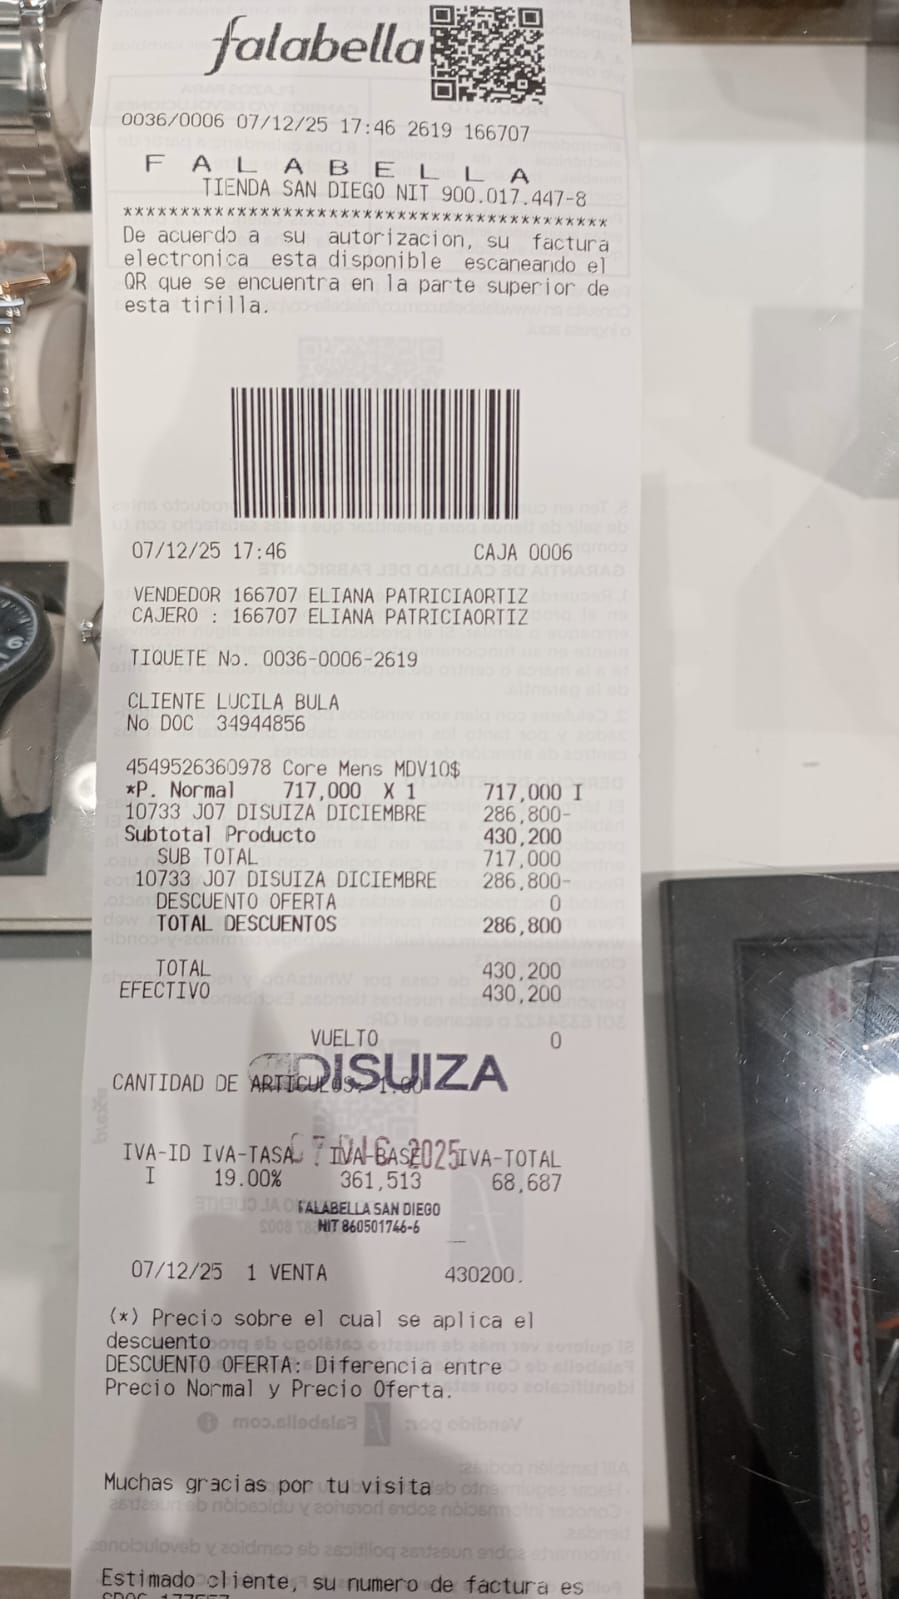 falabella
0036/0006 07/12/25 17:46 2619 166707
F A L A B E L L A
TIENDA SAN DIEGO NIT 900.017.447-8
*******************************************
De acuerdo a su autorizacion, su factura
electronica esta disponible escaneando el
QR que se encuentra en la parte superior de
esta tirilla.
07/12/25 17:46 CAJA 0006
VENDEDOR 166707 ELIANA PATRICIAORTIZ
CAJERO : 166707 ELIANA PATRICIAORTIZ
TIQUETE No. 0036-0006-2619
CLIENTE LUCILA BULA
No DOC 34944856
4549526360978 Core Mens MDV10$
*P. Normal 717,000 X 1 717,000 I
10733 J07 DISUIZA DICIEMBRE 286,800-
Subtotal Producto 430,200
SUB TOTAL 717,000
10733 J07 DISUIZA DICIEMBRE 286,800-
DESCUENTO OFERTA 0
TOTAL DESCUENTOS 286,800
TOTAL 430,200
EFECTIVO 430,200
VUELTO 0
DISUIZA
CANTIDAD DE ARTICULOS: 1.00
IVA-ID IVA-TASA IVA-BASE IVA-TOTAL
2025
I 19.00% 361,513 68,687
FALABELLA SAN DIEGO
NIT 860501746-6
07/12/25 1 VENTA 430200.
(*) Precio sobre el cual se aplica el
descuento
DESCUENTO OFERTA: Diferencia entre
Precio Normal y Precio Oferta.
Muchas gracias por tu visita
Estimado cliente, su numero de factura es